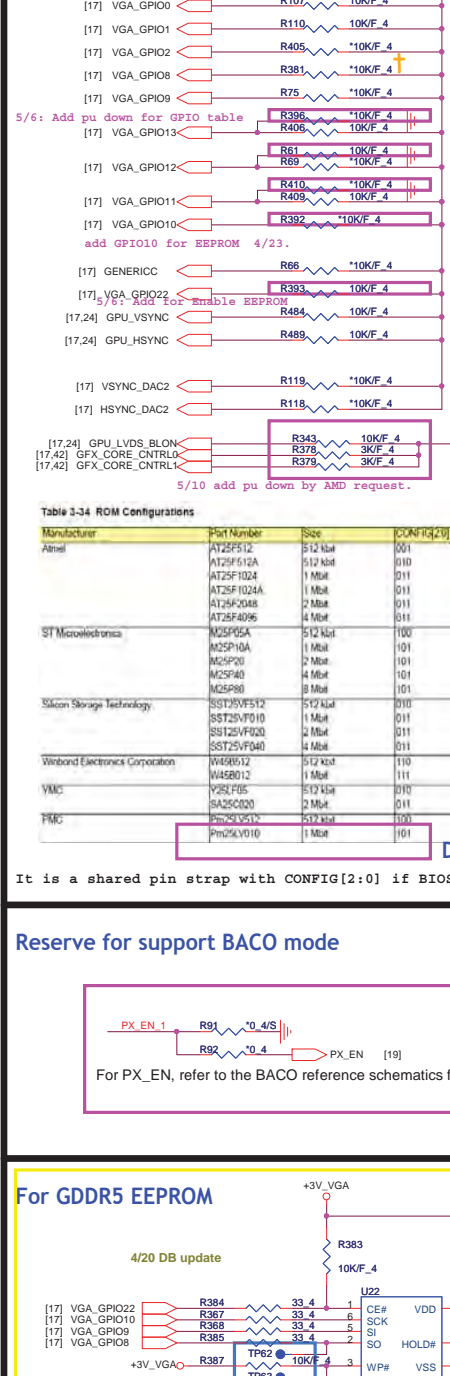 [17] VGA_GPIO0 R107 10K/F_4
[17] VGA_GPIO1 R110 10K/F_4
[17] VGA_GPIO2 R405 *10K/F_4
[17] VGA_GPIO8 R381 *10K/F_4
[17] VGA_GPIO9 R75 *10K/F_4
5/6: Add pu down for GPIO table
R396 *10K/F_4
[17] VGA_GPIO13 R406 10K/F_4
R61 10K/F_4
[17] VGA_GPIO12 R69 *10K/F_4
R410 *10K/F_4
[17] VGA_GPIO11 R409 10K/F_4
[17] VGA_GPIO10 R392 *10K/F_4
add GPIO10 for EEPROM 4/23.
[17] GENERICC R66 *10K/F_4
[17] VGA_GPIO22 R393 10K/F_4
5/6: Add for Enable EEPROM
[17,24] GPU_VSYNC R484 10K/F_4
[17,24] GPU_HSYNC R489 10K/F_4
[17] VSYNC_DAC2 R119 *10K/F_4
[17] HSYNC_DAC2 R118 *10K/F_4
[17,24] GPU_LVDS_BLON R343 10K/F_4
[17,42] GFX_CORE_CNTRL0 R378 3K/F_4
[17,42] GFX_CORE_CNTRL1 R379 3K/F_4
5/10 add pu down by AMD request.
Table 3-34 ROM Configurations
Manufacturer Part Number Size CONFIG[2:0]
Atmel AT25F512 512 kbit 001
AT25F512A 512 kbit 010
AT25F1024 1 Mbit 011
AT25F1024A 1 Mbit 011
AT25F2048 2 Mbit 011
AT25F4096 4 Mbit 011
ST Microelectronics M25P05A 512 kbit 100
M25P10A 1 Mbit 101
M25P20 2 Mbit 101
M25P40 4 Mbit 101
M25P80 8 Mbit 101
Silicon Storage Technology SST25VF512 512 kbit 010
SST25VF010 1 Mbit 011
SST25VF020 2 Mbit 011
SST25VF040 4 Mbit 011
Winbond Electronics Corporation W45B512 512 kbit 110
W45B012 1 Mbit 111
YMC Y25LF05 512 kbit 010
SA25C020 2 Mbit 011
PMC Pm25LV512 512 kbit 100
Pm25LV010 1 Mbit 101
It is a shared pin strap with CONFIG[2:0] if BIOS
Reserve for support BACO mode
PX_EN_1 R91 *0_4/S
R92 *0_4 PX_EN [19]
For PX_EN, refer to the BACO reference schematics
For GDDR5 EEPROM
+3V_VGA
4/20 DB update
R383
10K/F_4
U22
[17] VGA_GPIO22 R384 33_4 1 CE# VDD
[17] VGA_GPIO10 R367 33_4 6 SCK
[17] VGA_GPIO9 R368 33_4 5 SI
[17] VGA_GPIO8 R385 33_4 2 SO HOLD#
TP62
+3V_VGA R387 10K/F_4 3 WP# VSS
TP63